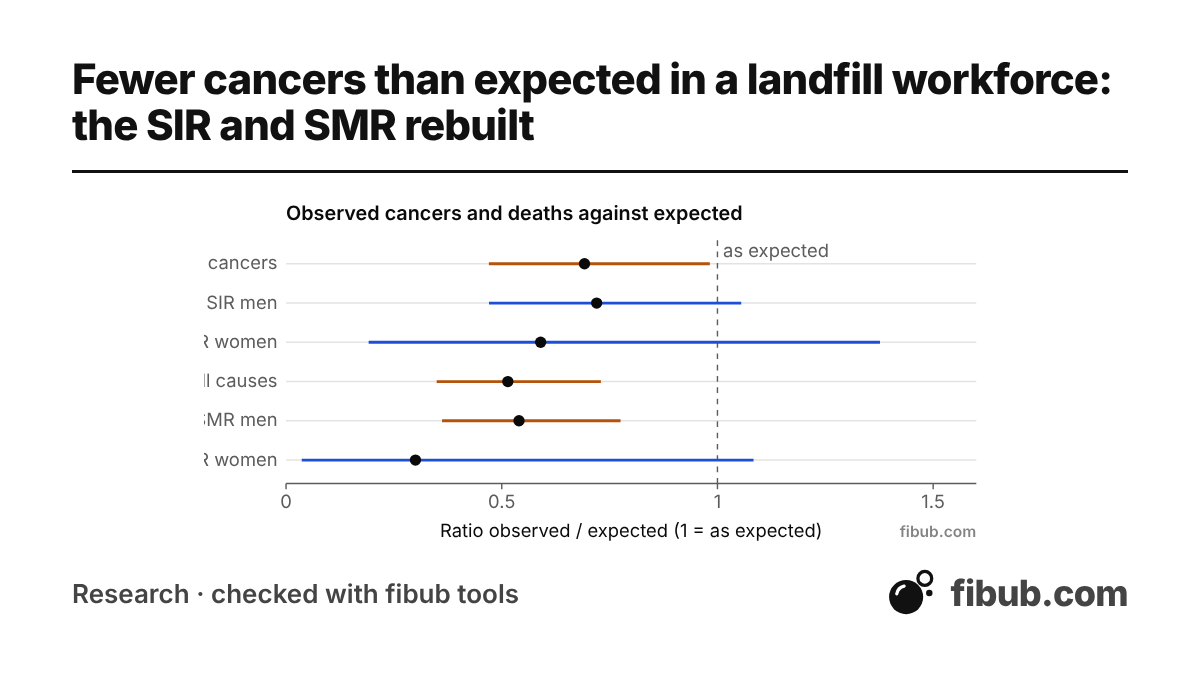 Fewer cancers than expected in a landfill workforce:
the SIR and SMR rebuilt
Observed cancers and deaths against expected
as expected
cancers
SIR men
women
causes
men
women
0
0.5
1
1.5
Ratio observed / expected (1 = as expected)
fibub.com
Research · checked with fibub tools
fibub.com